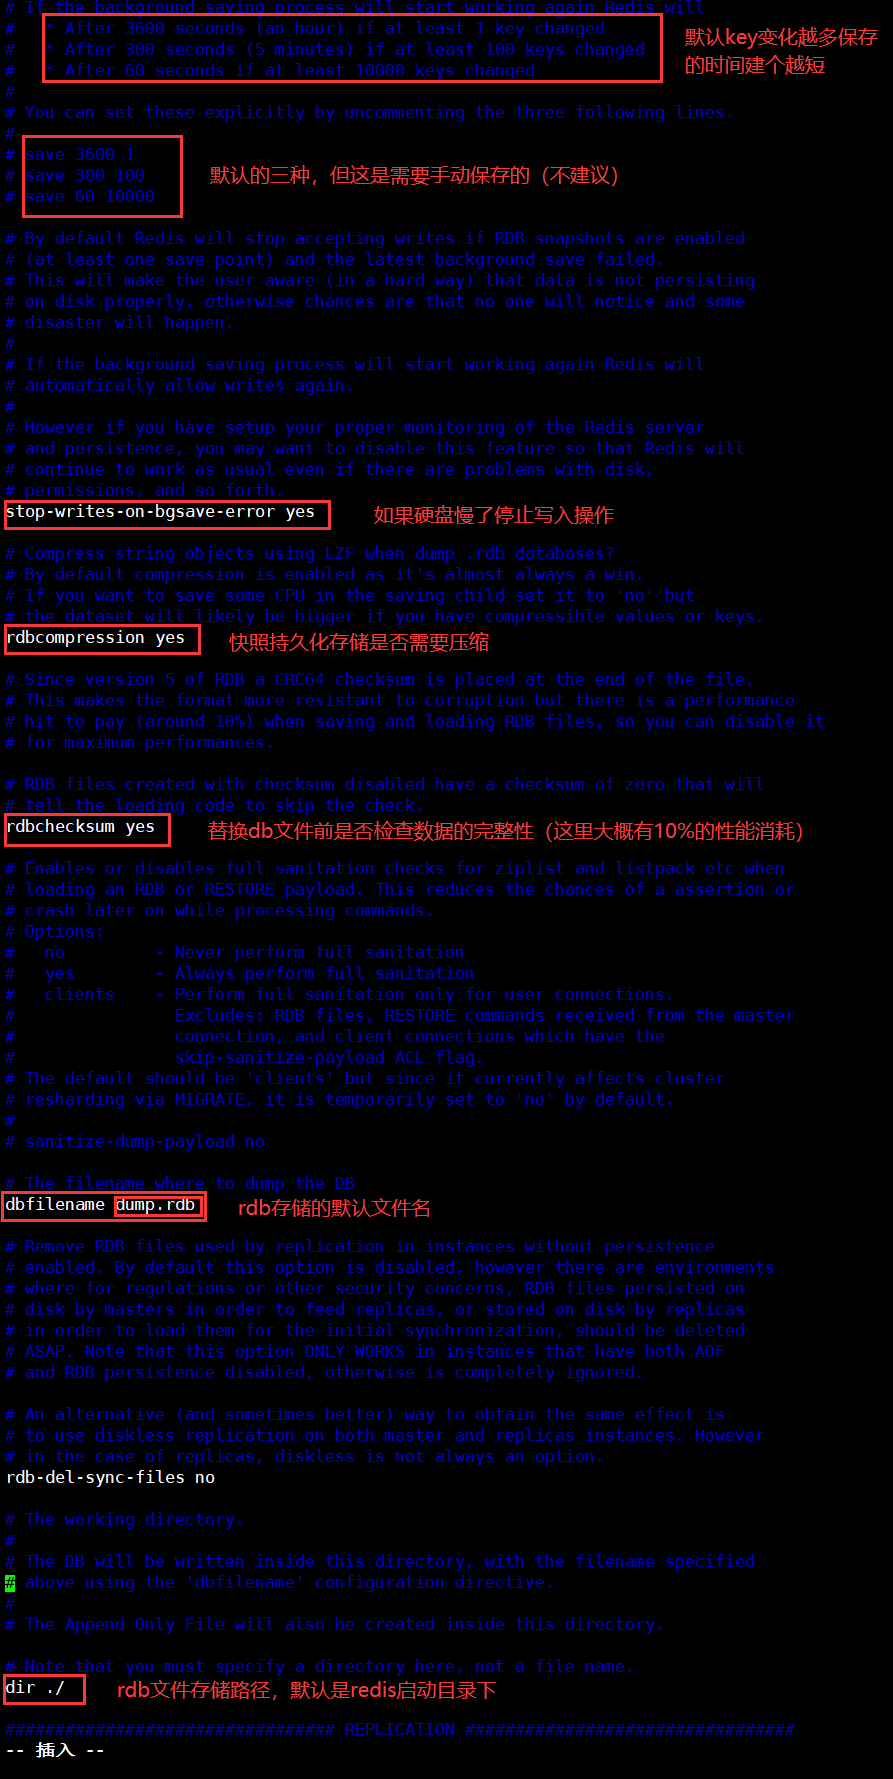 # If the background saving process will start working again Redis will
#   * After 3600 seconds (an hour) if at least 1 key changed
#   * After 300 seconds (5 minutes) if at least 100 keys changed
#   * After 60 seconds if at least 10000 keys changed
默认key变化越多保存
的时间建个越短
#
# You can set these explicitly by uncommenting the three following lines.
#
# save 3600 1
# save 300 100
# save 60 10000
默认的三种，但这是需要手动保存的（不建议）
# By default Redis will stop accepting writes if RDB snapshots are enabled
# (at least one save point) and the latest background save failed.
# This will make the user aware (in a hard way) that data is not persisting
# on disk properly, otherwise chances are that no one will notice and some
# disaster will happen.
#
# If the background saving process will start working again Redis will
# automatically allow writes again.
#
# However if you have setup your proper monitoring of the Redis server
# and persistence, you may want to disable this feature so that Redis will
# continue to work as usual even if there are problems with disk,
# permissions, and so forth.
stop-writes-on-bgsave-error yes
如果硬盘慢了停止写入操作
# Compress string objects using LZF when dump .rdb databases?
# By default compression is enabled as it's almost always a win.
# If you want to save some CPU in the saving child set it to 'no' but
# the dataset will likely be bigger if you have compressible values or keys.
rdbcompression yes
快照持久化存储是否需要压缩
# Since version 5 of RDB a CRC64 checksum is placed at the end of the file.
# This makes the format more resistant to corruption but there is a performance
# hit to pay (around 10%) when saving and loading RDB files, so you can disable it
# for maximum performances.
# RDB files created with checksum disabled have a checksum of zero that will
# tell the loading code to skip the check.
rdbchecksum yes
替换db文件前是否检查数据的完整性（这里大概有10%的性能消耗）
# Enables or disables full sanitation checks for ziplist and listpack etc when
# loading an RDB or RESTORE payload. This reduces the chances of a assertion or
# crash later on while processing commands.
# Options:
#   no         - Never perform full sanitation
#   yes        - Always perform full sanitation
#   clients    - Perform full sanitation only for user connections.
#                Excludes: RDB files, RESTORE commands received from the master
#                connection, and client connections which have the
#                skip-sanitize-payload ACL flag.
# The default should be 'clients' but since it currently affects cluster
# resharding via MIGRATE, it is temporarily set to 'no' by default.
#
# sanitize-dump-payload no
# The filename where to dump the DB
dbfilename dump.rdb
rdb存储的默认文件名
# Remove RDB files used by replication in instances without persistence
# enabled. By default this option is disabled, however there are environments
# where for regulations or other security concerns, RDB files persisted on
# disk by masters in order to feed replicas, or stored on disk by replicas
# in order to load them for the initial synchronization, should be deleted
# ASAP. Note that this option ONLY WORKS in instances that have both AOF
# and RDB persistence disabled, otherwise is completely ignored.
# An alternative (and sometimes better) way to obtain the same effect is
# to use diskless replication on both master and replicas instances. However
# in the case of replicas, diskless is not always an option.
rdb-del-sync-files no
# The working directory.
#
# The DB will be written inside this directory, with the filename specified
# above using the 'dbfilename' configuration directive.
#
# The Append Only File will also be created inside this directory.
# Note that you must specify a directory here, not a file name.
dir ./
rdb文件存储路径，默认是redis启动目录下
################################# REPLICATION #################################
-- 插入 --